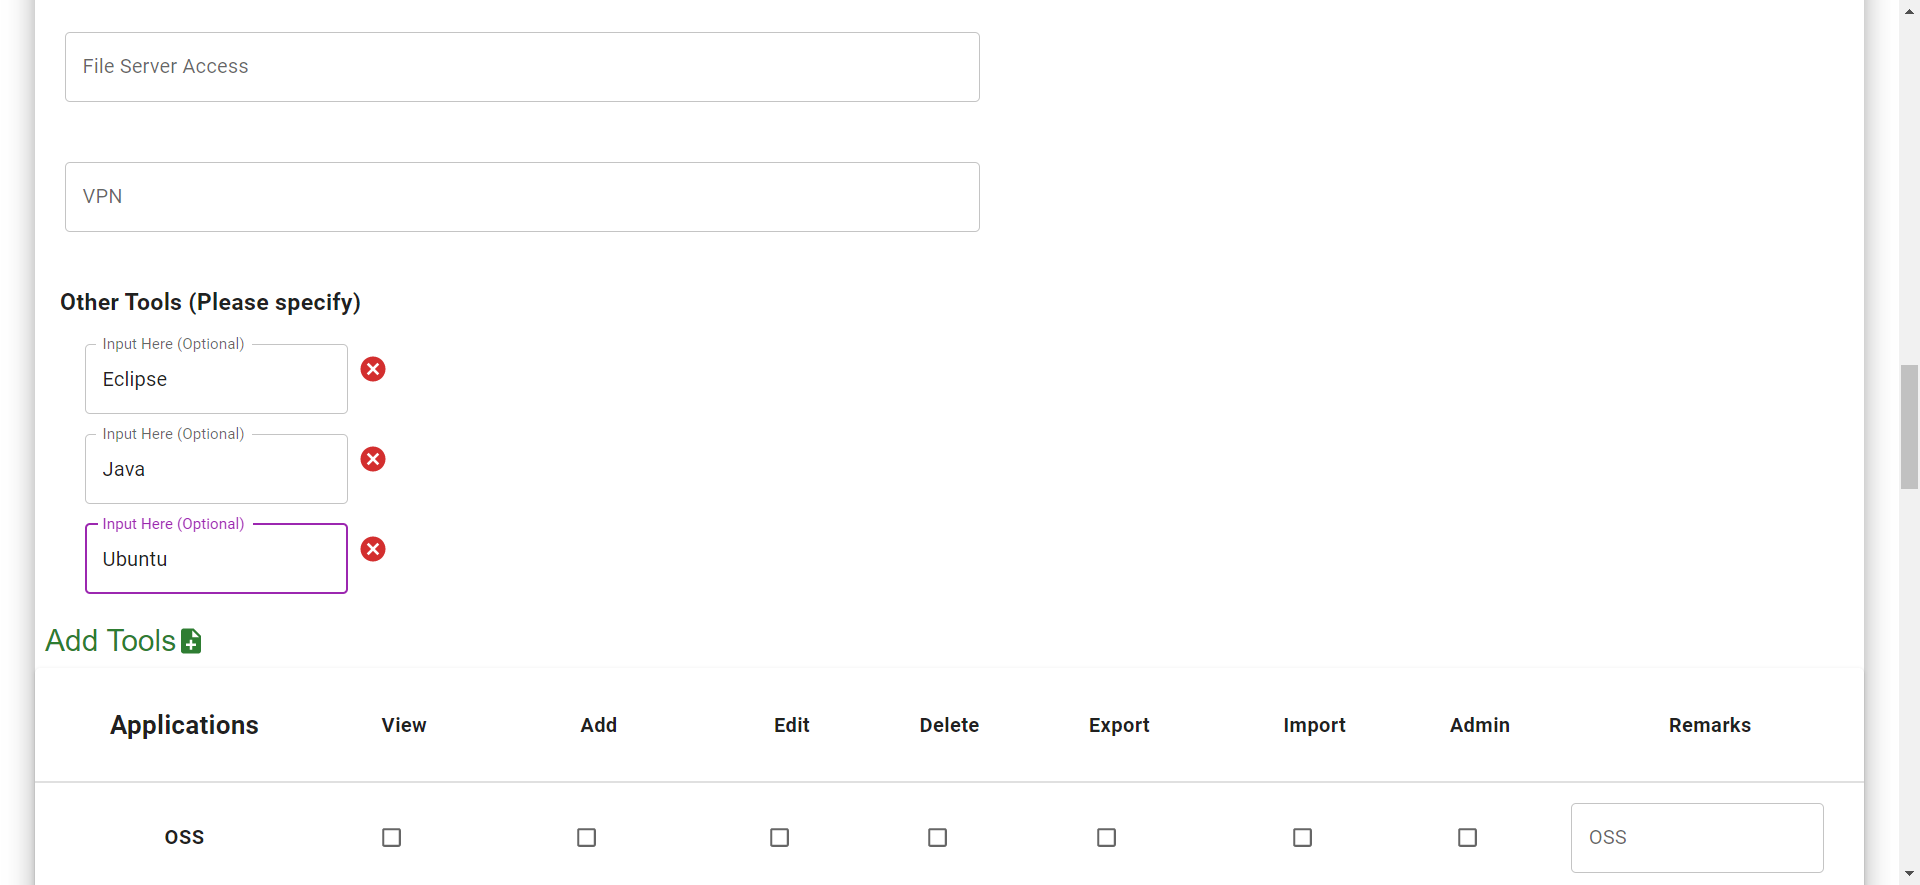 File Server Access
VPN
Other Tools (Please specify)
Input Here (Optional)
Eclipse
Input Here (Optional)
Java
Input Here (Optional)
Ubuntu
Add Tools
Applications View Add Edit Delete Export Import Admin Remarks
OSS OSS